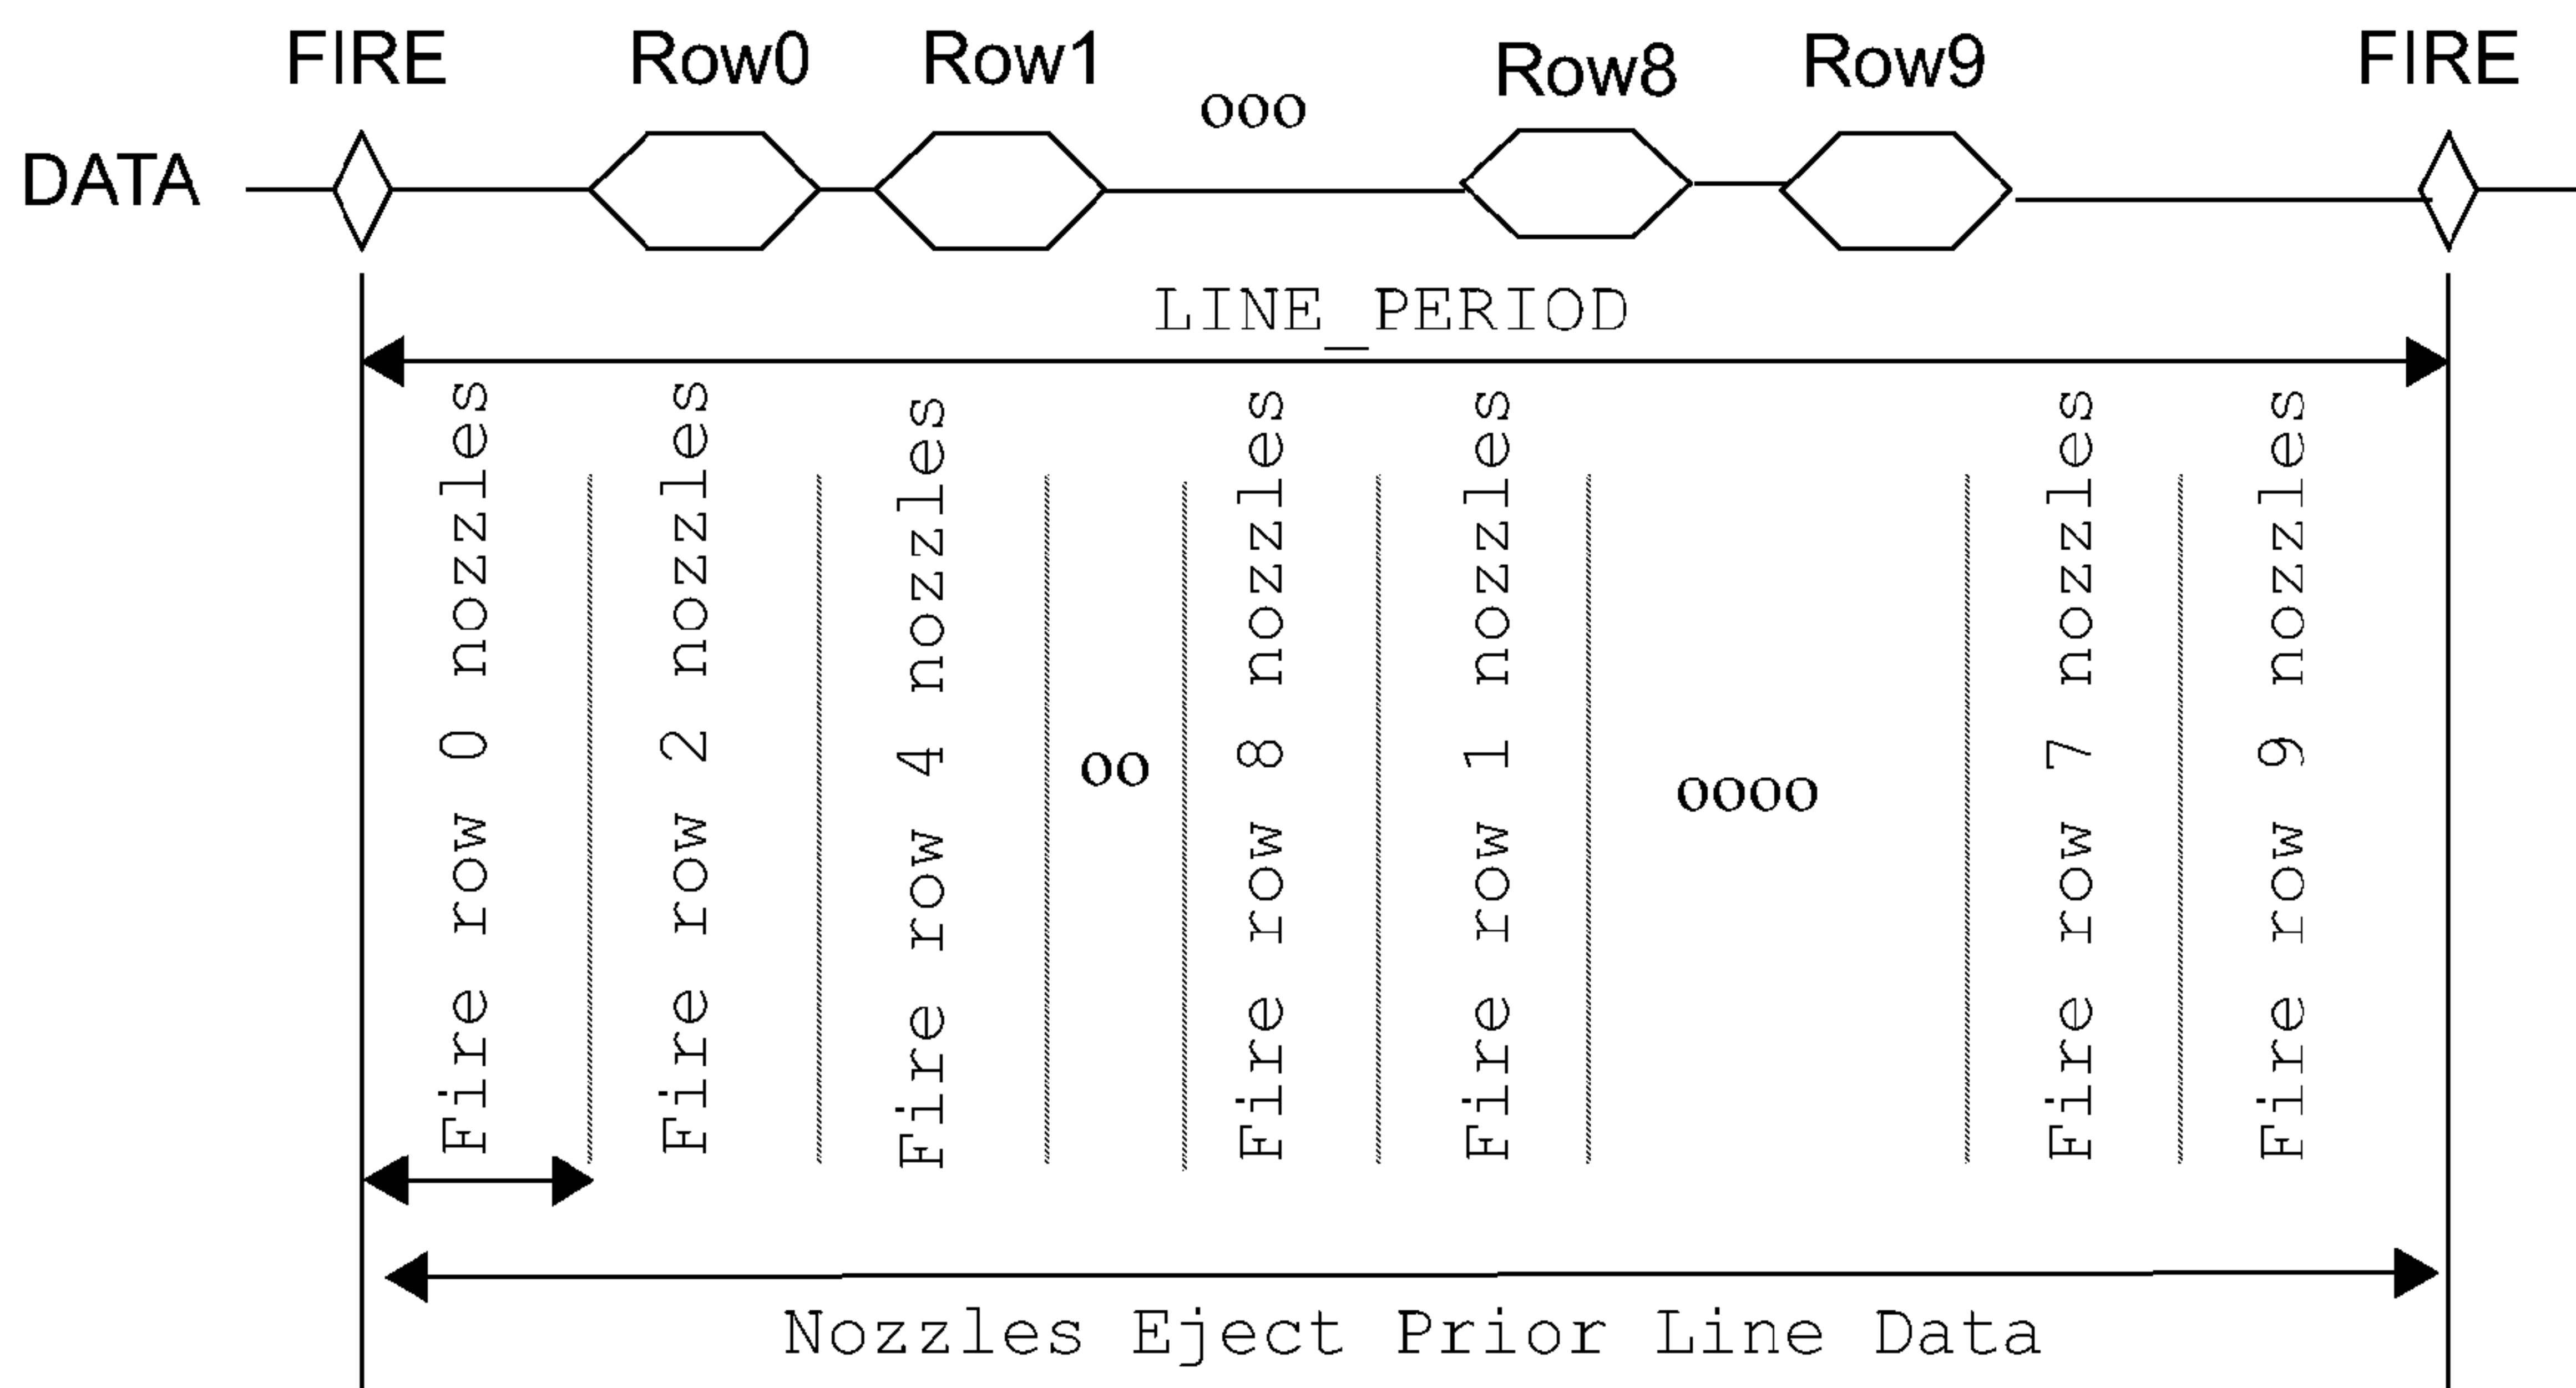 FIRE Row0 Row1 ooo Row8 Row9 FIRE
DATA
LINE_PERIOD
Fire row 0 nozzles
Fire row 2 nozzles
Fire row 4 nozzles
oo
Fire row 8 nozzles
Fire row 1 nozzles
oooo
Fire row 7 nozzles
Fire row 9 nozzles
Nozzles Eject Prior Line Data